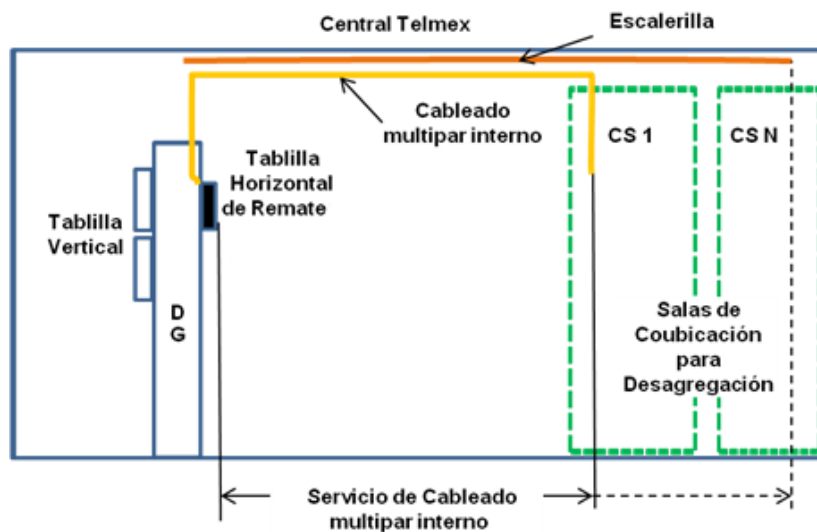 Central Telmex
Escalerilla
Cableado
multipar interno
CS 1
CS N
Tablilla
Horizontal
de Remate
Tablilla
Vertical
D
G
Salas de
Coubicación
para
Desagregación
Servicio de Cableado
multipar interno